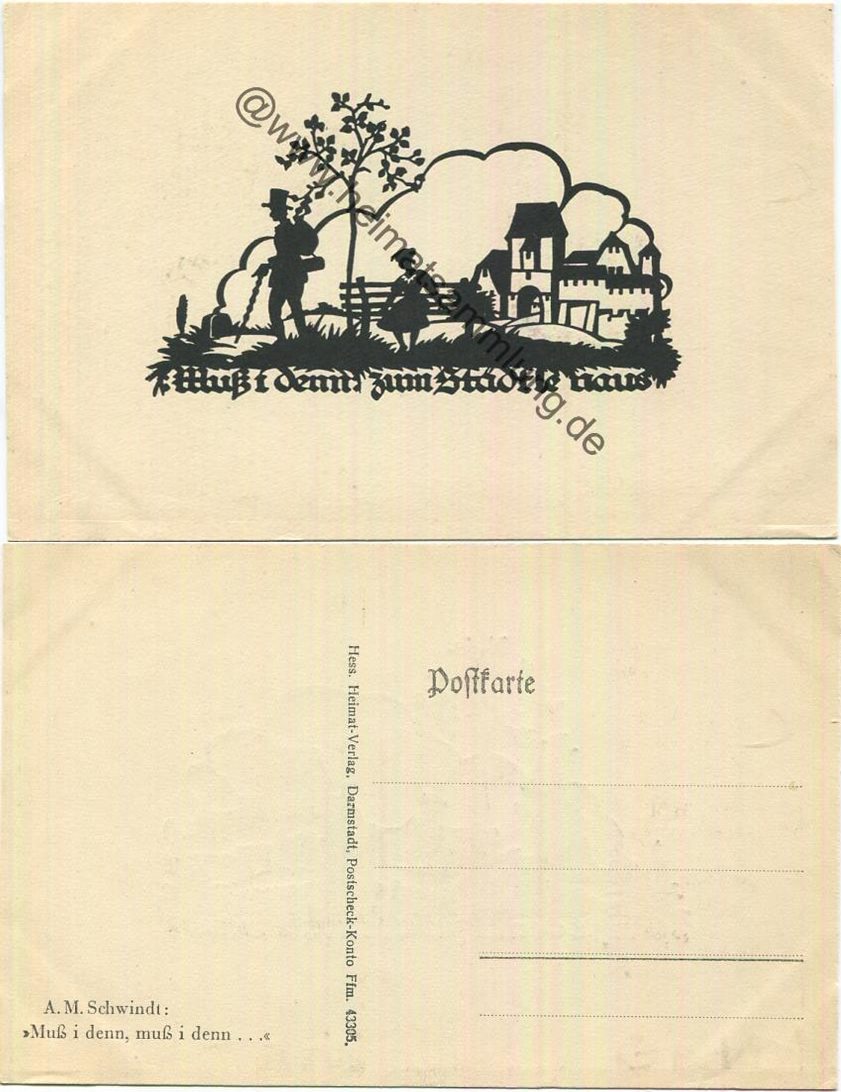 @www.heimatsammlung.de
: Muß i denn : zum Städtle naus
Postkarte
Hess. Heimat-Verlag, Darmstadt, Postscheck-Konto Ffm. 43305.
A. M. Schwindt:
»Muß i denn, muß i denn . . .«